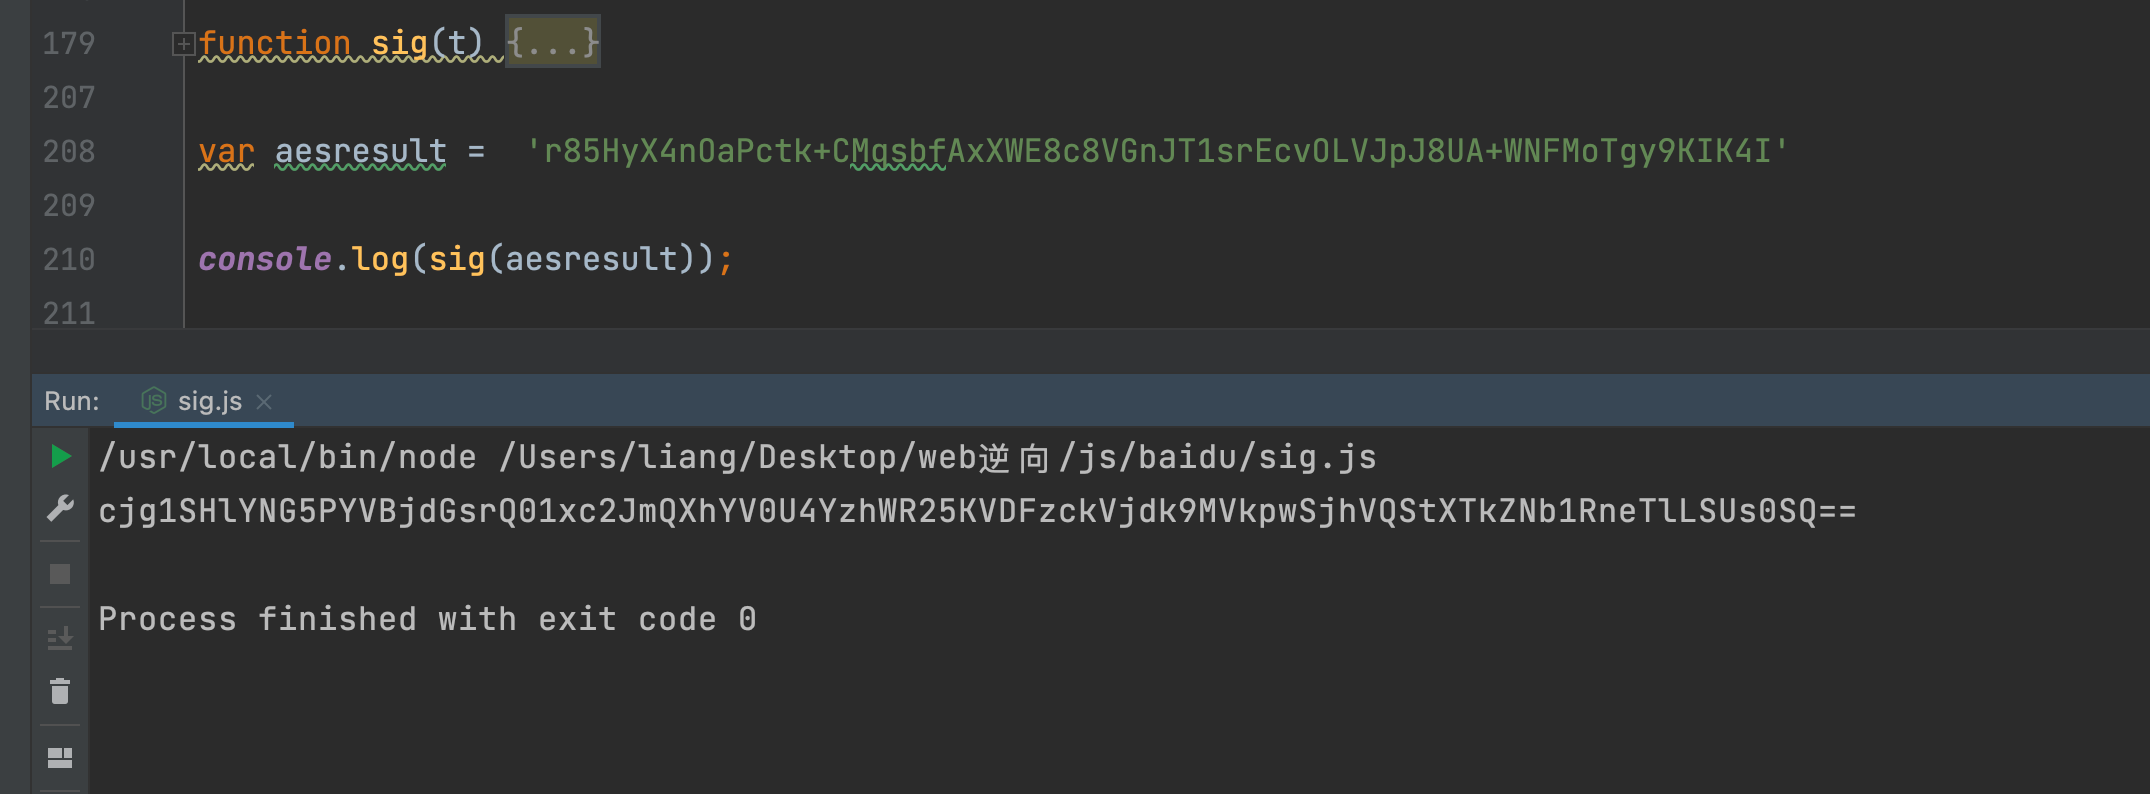 179 function sig(t) {...}
207
208 var aesresult = 'r85HyX4nOaPctk+CMqsbfAxXWE8c8VGnJT1srEcvOLVJpJ8UA+WNFMoTgy9KIK4I'
209
210 console.log(sig(aesresult));
211
Run: sig.js
/usr/local/bin/node /Users/liang/Desktop/web逆向/js/baidu/sig.js
cjg1SHlYNG5PYVBjdGsrQ01xc2JmQXhYV0U4YzhWR25KVDFzckVjdk9MVkpwSjhVQStXTkZNb1RneTlLSUs0SQ==
Process finished with exit code 0